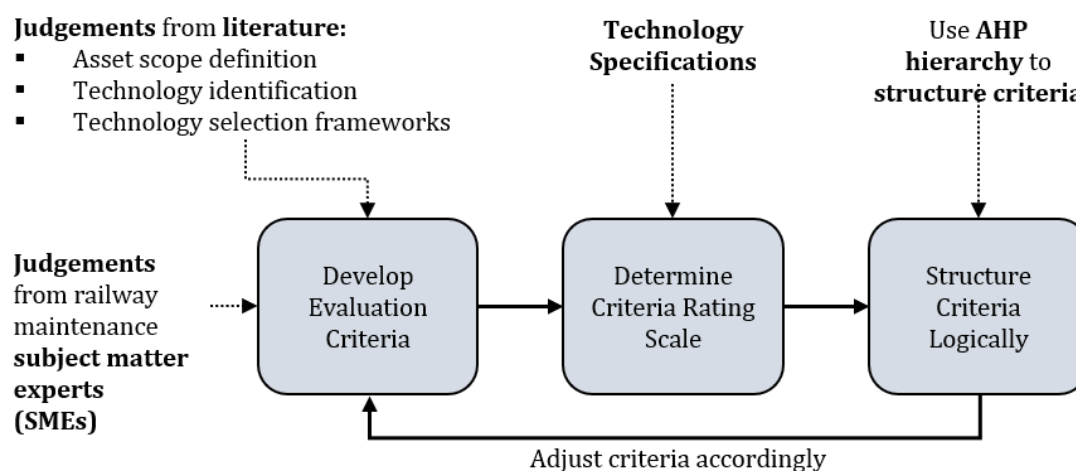 Judgements from literature:
▪ Asset scope definition
▪ Technology identification
▪ Technology selection frameworks
Technology
Specifications
Use AHP
hierarchy to
structure criteria
Judgements
from railway
maintenance
subject matter
experts
(SMEs)
Develop
Evaluation
Criteria
Determine
Criteria Rating
Scale
Structure
Criteria
Logically
Adjust criteria accordingly